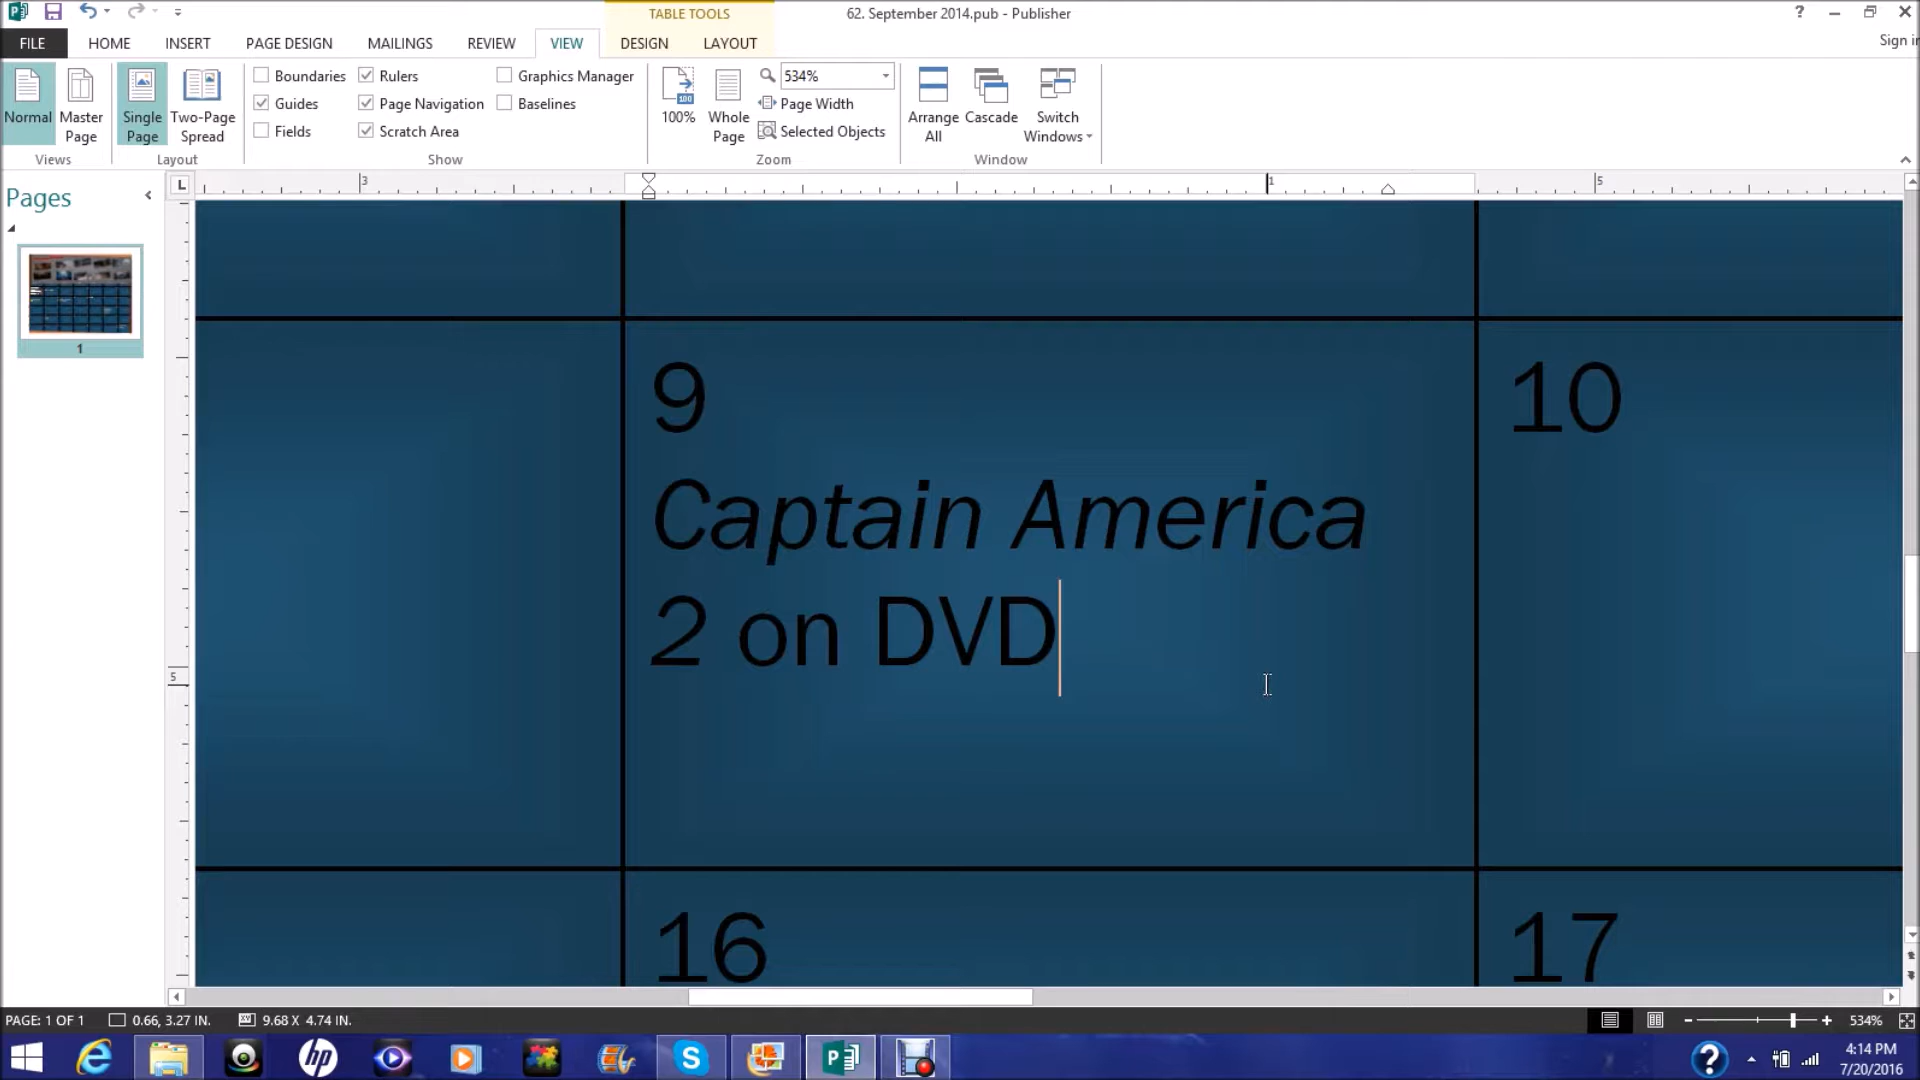 TABLE TOOLS
62. September 2014.pub - Publisher
?
FILE HOME INSERT PAGE DESIGN MAILINGS REVIEW VIEW DESIGN LAYOUT
Sign in
Normal
Master Page
Views
Single Page
Two-Page Spread
Layout
Boundaries
Guides
Fields
Rulers
Page Navigation
Scratch Area
Graphics Manager
Baselines
Show
100%
Whole Page
534%
Page Width
Selected Objects
Zoom
Arrange All
Cascade
Switch Windows
Window
Pages
1
L
3
1
5
5
9
Captain America
2 on DVD
10
16
17
PAGE: 1 OF 1
0.66, 3.27 IN.
9.68 X 4.74 IN.
534%
4:14 PM
7/20/2016